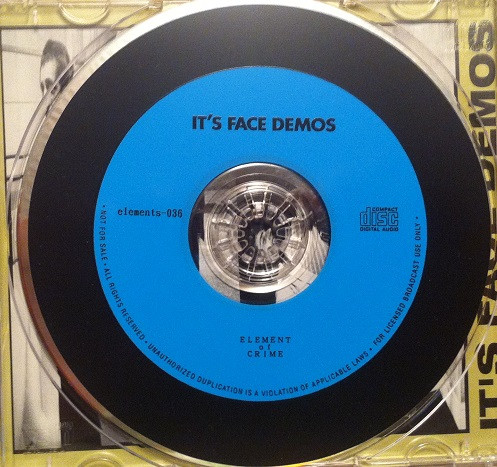 IT'S FACE DEMOS
elements-036
COMPACT
disc
DIGITAL AUDIO
ELEMENT
of
CRIME
• NOT FOR SALE • ALL RIGHTS RESERVED • UNAUTHORIZED DUPLICATION IS A VIOLATION OF APPLICABLE LAWS • FOR LICENSED BROADCAST USE ONLY •
IT'S FACE DEMOS